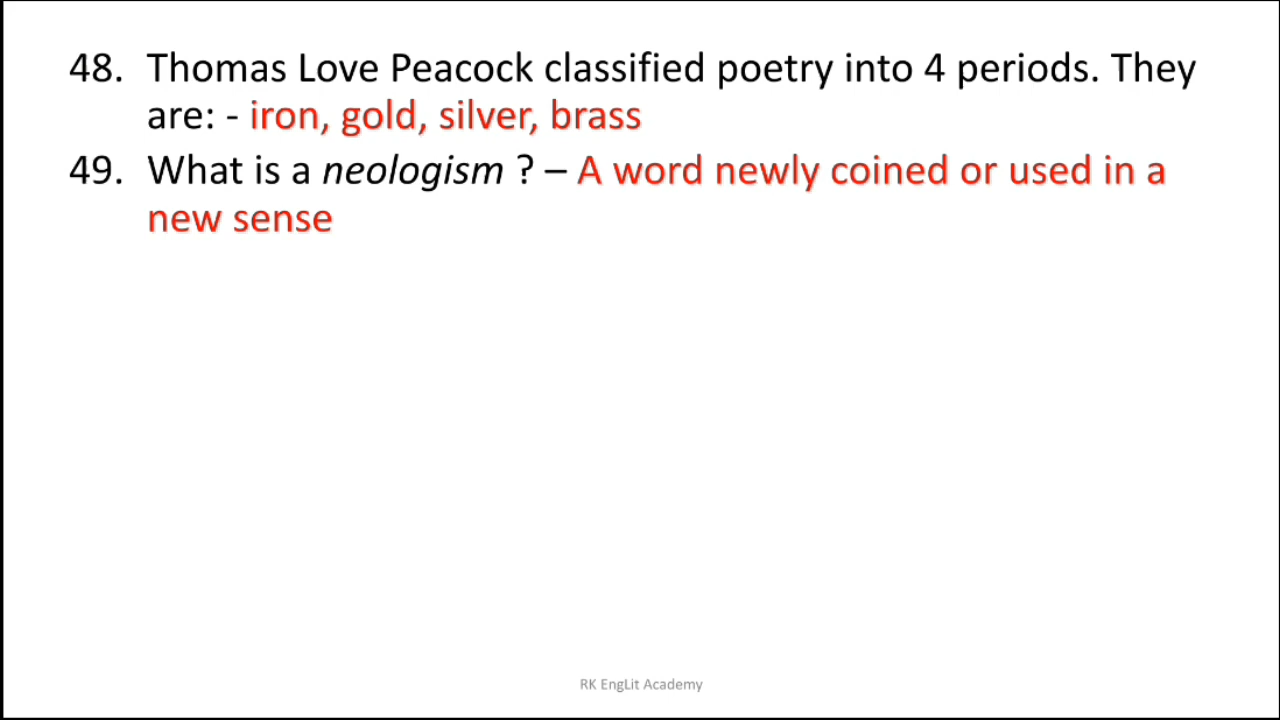 48. Thomas Love Peacock classified poetry into 4 periods. They
are: - iron, gold, silver, brass
49. What is a neologism ? – A word newly coined or used in a
new sense
RK EngLit Academy